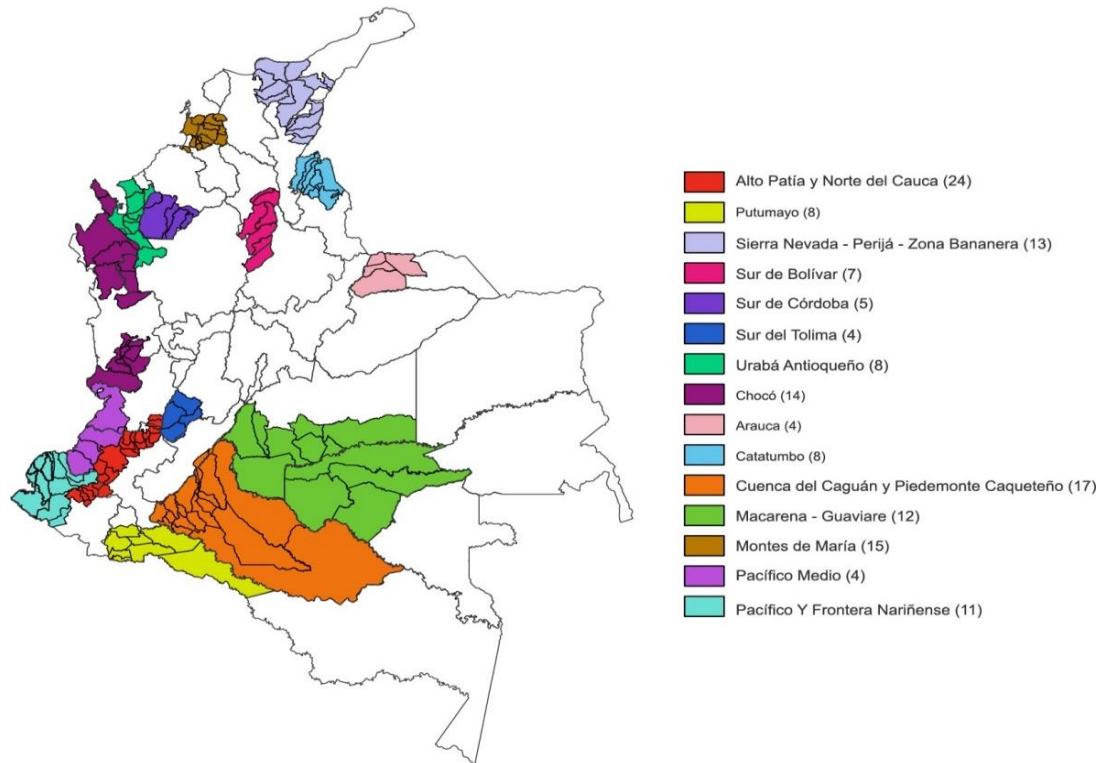 Alto Patía y Norte del Cauca (24)
Putumayo (8)
Sierra Nevada - Perijá - Zona Bananera (13)
Sur de Bolívar (7)
Sur de Córdoba (5)
Sur del Tolima (4)
Urabá Antioqueño (8)
Chocó (14)
Arauca (4)
Catatumbo (8)
Cuenca del Caguán y Piedemonte Caqueteño (17)
Macarena - Guaviare (12)
Montes de María (15)
Pacífico Medio (4)
Pacífico Y Frontera Nariñense (11)